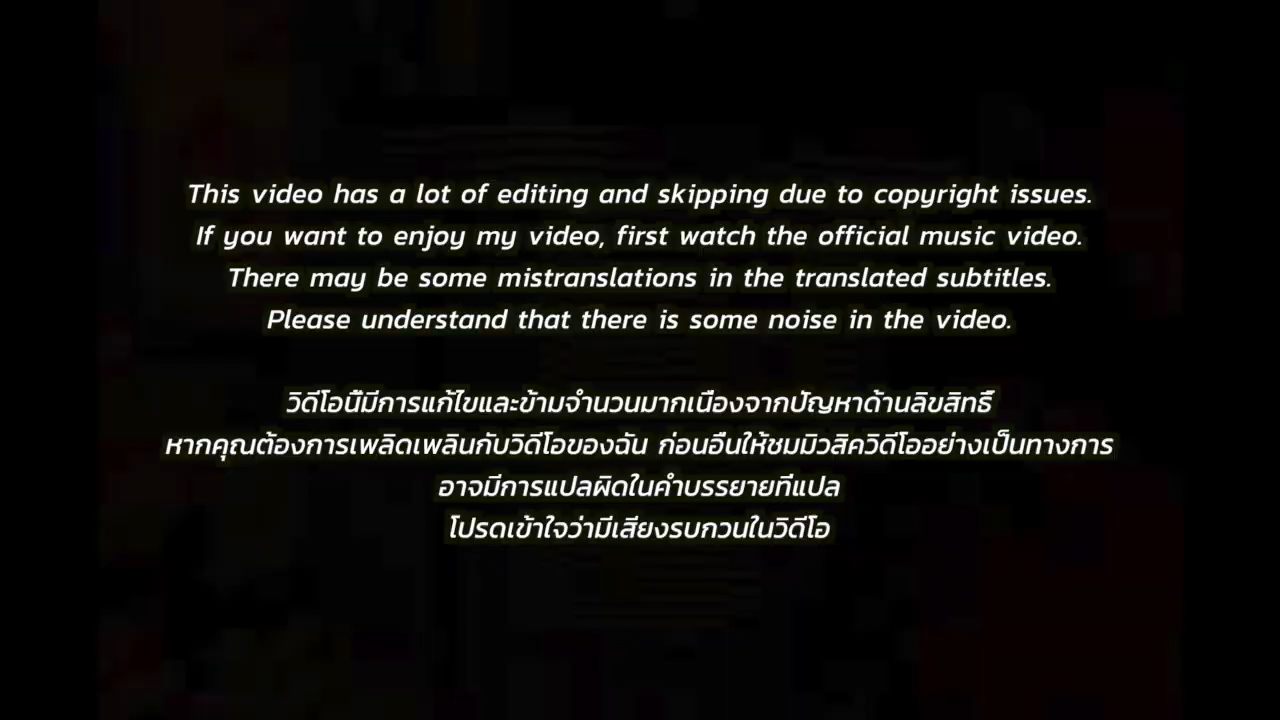 This video has a lot of editing and skipping due to copyright issues.
If you want to enjoy my video, first watch the official music video.
There may be some mistranslations in the translated subtitles.
Please understand that there is some noise in the video.
วิดีโอนี้มีการแก้ไขและข้ามจำนวนมากเนื่องจากปัญหาด้านลิขสิทธิ์
หากคุณต้องการเพลิดเพลินกับวิดีโอของฉัน ก่อนอื่นให้ชมมิวสิควิดีโออย่างเป็นทางการ
อาจมีการแปลผิดในคำบรรยายที่แปล
โปรดเข้าใจว่ามีเสียงรบกวนในวิดีโอ